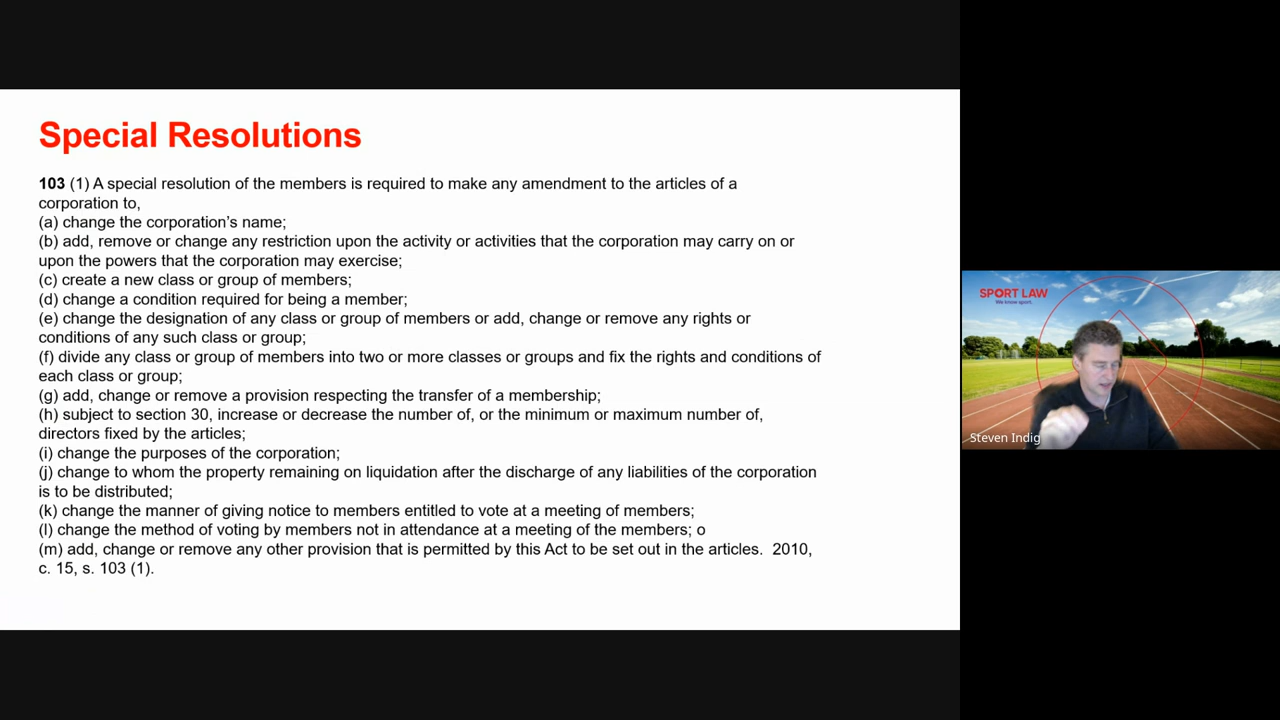 Special Resolutions
103 (1) A special resolution of the members is required to make any amendment to the articles of a
corporation to,
(a) change the corporation's name;
(b) add, remove or change any restriction upon the activity or activities that the corporation may carry on or
upon the powers that the corporation may exercise;
(c) create a new class or group of members;
(d) change a condition required for being a member;
(e) change the designation of any class or group of members or add, change or remove any rights or
conditions of any such class or group;
(f) divide any class or group of members into two or more classes or groups and fix the rights and conditions of
each class or group;
(g) add, change or remove a provision respecting the transfer of a membership;
(h) subject to section 30, increase or decrease the number of, or the minimum or maximum number of,
directors fixed by the articles;
(i) change the purposes of the corporation;
(j) change to whom the property remaining on liquidation after the discharge of any liabilities of the corporation
is to be distributed;
(k) change the manner of giving notice to members entitled to vote at a meeting of members;
(l) change the method of voting by members not in attendance at a meeting of the members; o
(m) add, change or remove any other provision that is permitted by this Act to be set out in the articles.  2010,
c. 15, s. 103 (1).
SPORT LAW
We know sport.
Steven Indig